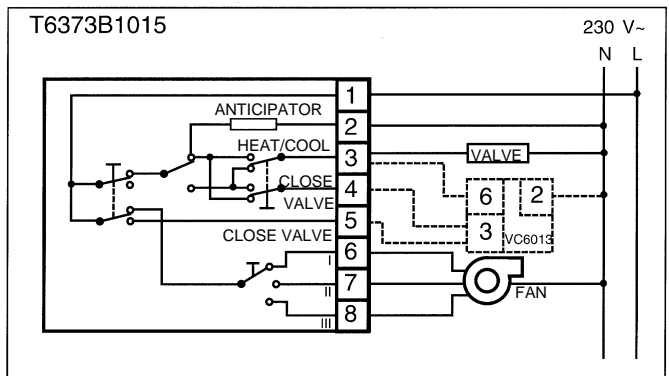 T6373B1015
230 V~
N L
1
ANTICIPATOR
2
HEAT/COOL
3
VALVE
CLOSE
VALVE
4
6 2
3 VC6013
5
CLOSE VALVE
6
I
7
II
FAN
8
III